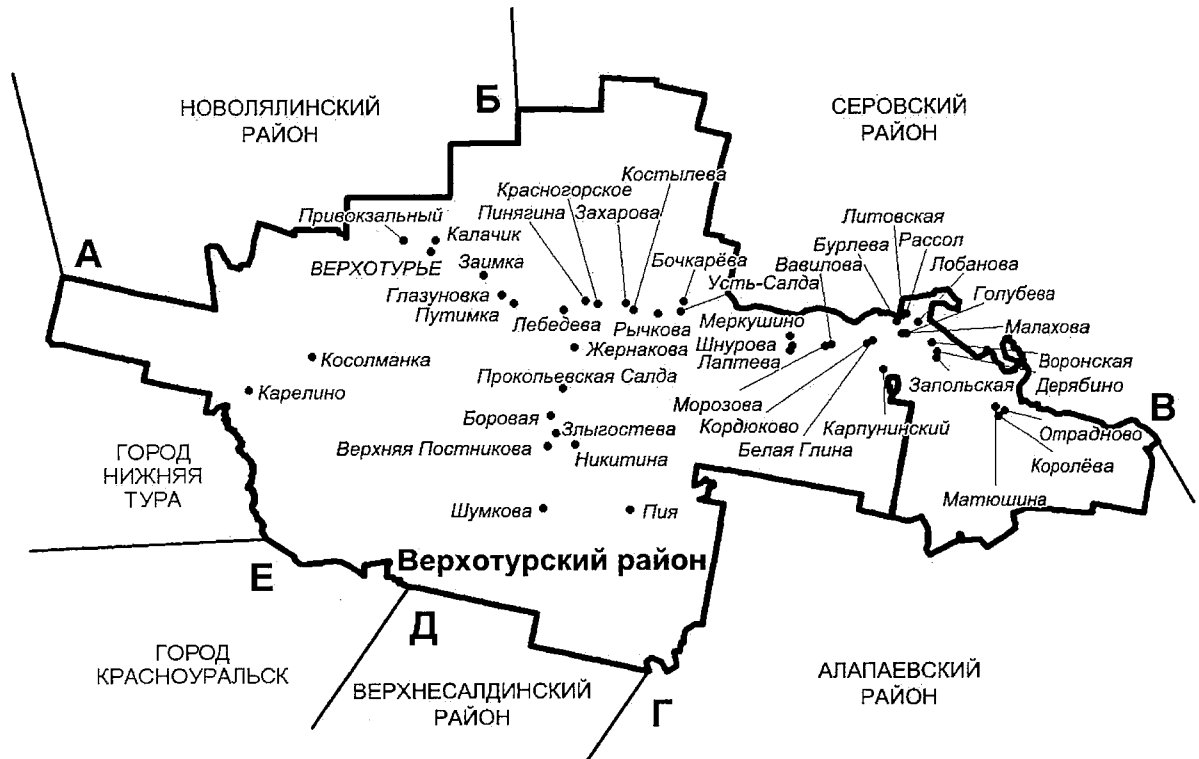 НОВОЛЯЛИНСКИЙ
РАЙОН
Б
СЕРОВСКИЙ
РАЙОН
Костылева
Красногорское
Пинягина
Захарова
Привокзальный
Калачик
ВЕРХОТУРЬЕ
Заимка
Бочкарёва
Усть-Салда
Литовская
Бурлева
Рассол
Вавилова
Лобанова
Голубева
А
Глазуновка
Путимка
Лебедева
Рычкова
Меркушино
Шнурова
Лаптева
Малахова
Жернакова
Воронская
Косолманка
Карелино
Прокопьевская Салда
Запольская
Дерябино
Морозова
Кордюково
Белая Глина
Карпунинский
В
Боровая
Злыгостева
Верхняя Постникова
Никитина
Отрадново
Королёва
Матюшина
ГОРОД
НИЖНЯЯ
ТУРА
Шумкова
Пия
Верхотурский район
Е
Д
ГОРОД
КРАСНОУРАЛЬСК
ВЕРХНЕСАЛДИНСКИЙ
РАЙОН
Г
АЛАПАЕВСКИЙ
РАЙОН